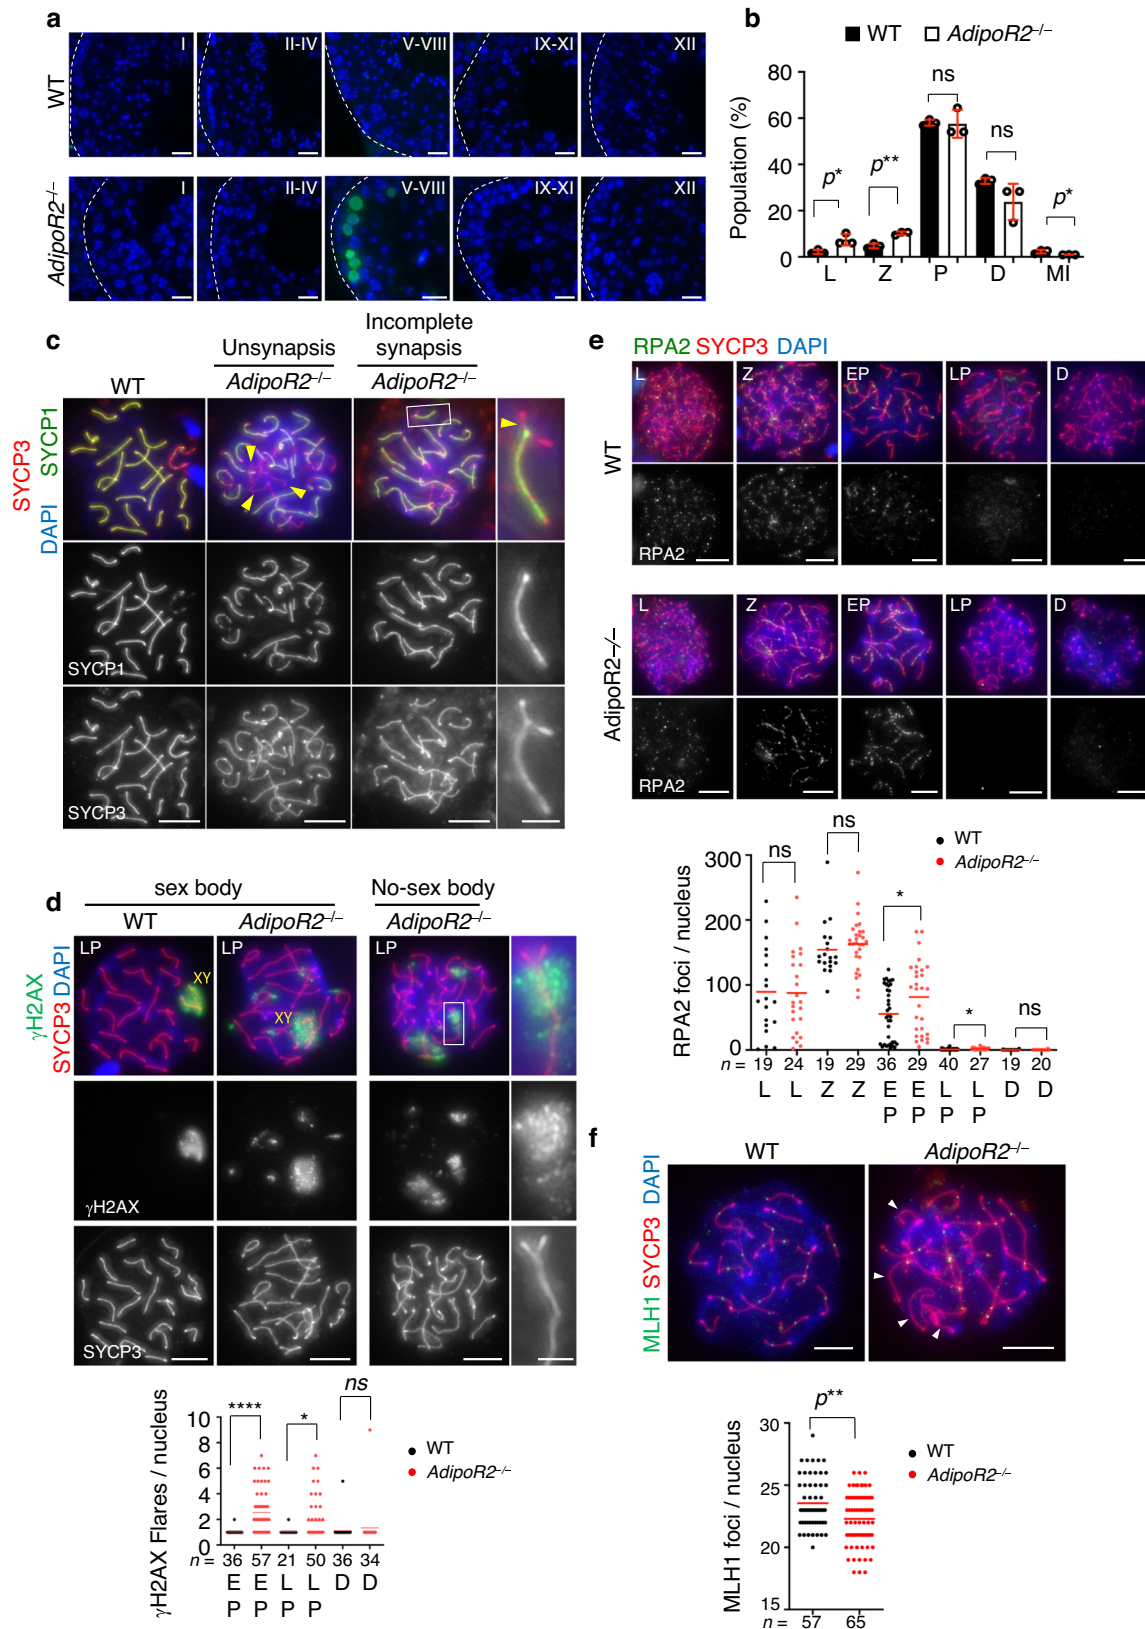 a
WT
I
II-IV
V-VIII
IX-XI
XII
AdipoR2–/–
I
II-IV
V-VIII
IX-XI
XII
b
WT
AdipoR2–/–
Population (%)
80
60
40
20
0
p*
p**
ns
ns
p*
L
Z
P
D
MI
c
Unsynapsis
Incomplete
synapsis
WT
AdipoR2–/–
AdipoR2–/–
SYCP3 SYCP1
DAPI
SYCP1
SYCP3
d
sex body
No-sex body
WT
AdipoR2–/–
AdipoR2–/–
γH2AX
SYCP3 DAPI
LP
XY
LP
XY
LP
γH2AX
SYCP3
γH2AX Flares / nucleus
10
8
6
4
2
0
****
*
ns
WT
AdipoR2–/–
n = 36 57 21 50 36 34
E E L L D D
P P P P
e
RPA2 SYCP3 DAPI
WT
L
Z
EP
LP
D
RPA2
AdipoR2–/–
L
Z
EP
LP
D
RPA2
RPA2 foci / nucleus
300
200
100
0
ns
ns
*
*
ns
WT
AdipoR2–/–
n = 19 24 19 29 36 29 40 27 19 20
L L Z Z E E L L D D
P P P P
f
WT
AdipoR2–/–
MLH1 SYCP3 DAPI
MLH1 foci / nucleus
30
25
20
15
p**
WT
AdipoR2–/–
n = 57 65